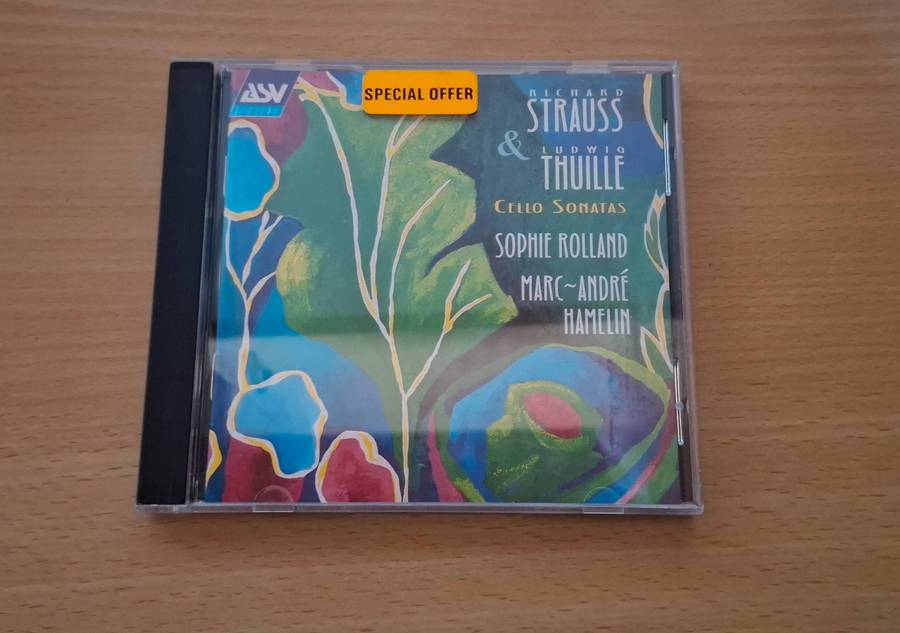 ASV
SPECIAL OFFER
RICHARD
STRAUSS
&
LUDWIG
THUILLE
CELLO SONATAS
SOPHIE ROLLAND
MARC~ANDRÉ
HAMELIN